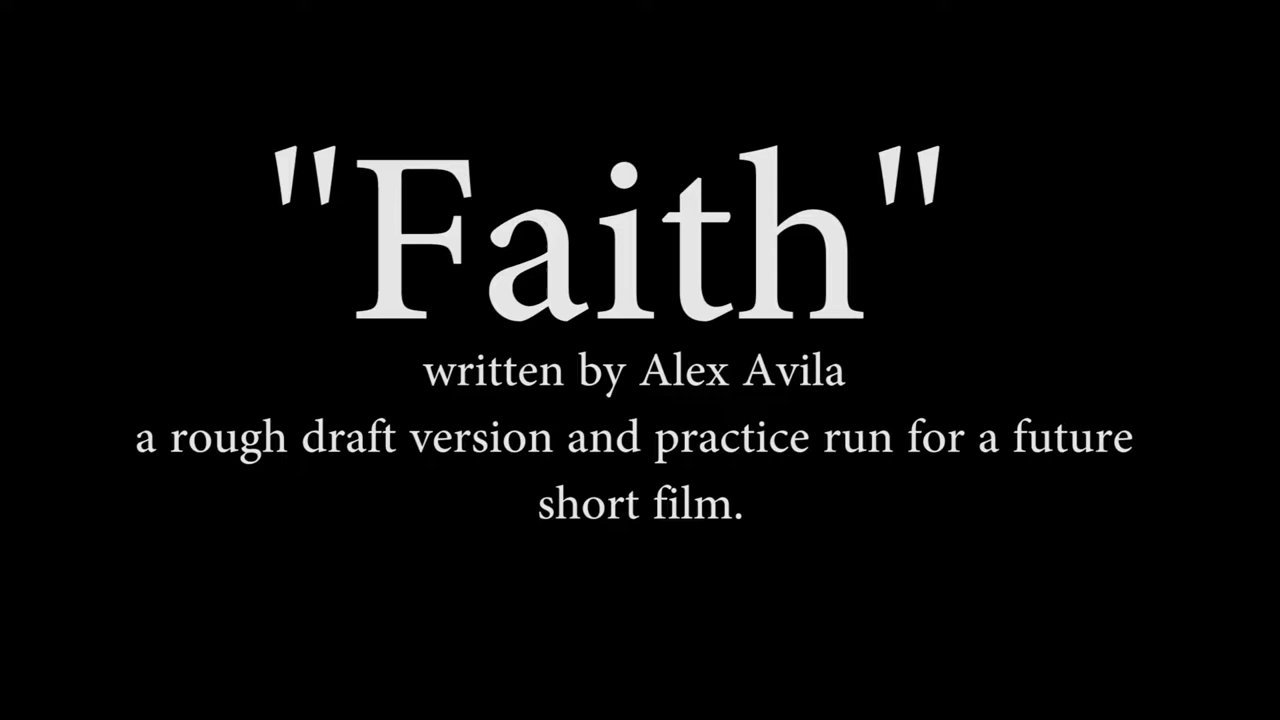 "Faith"
written by Alex Avila
a rough draft version and practice run for a future
short film.